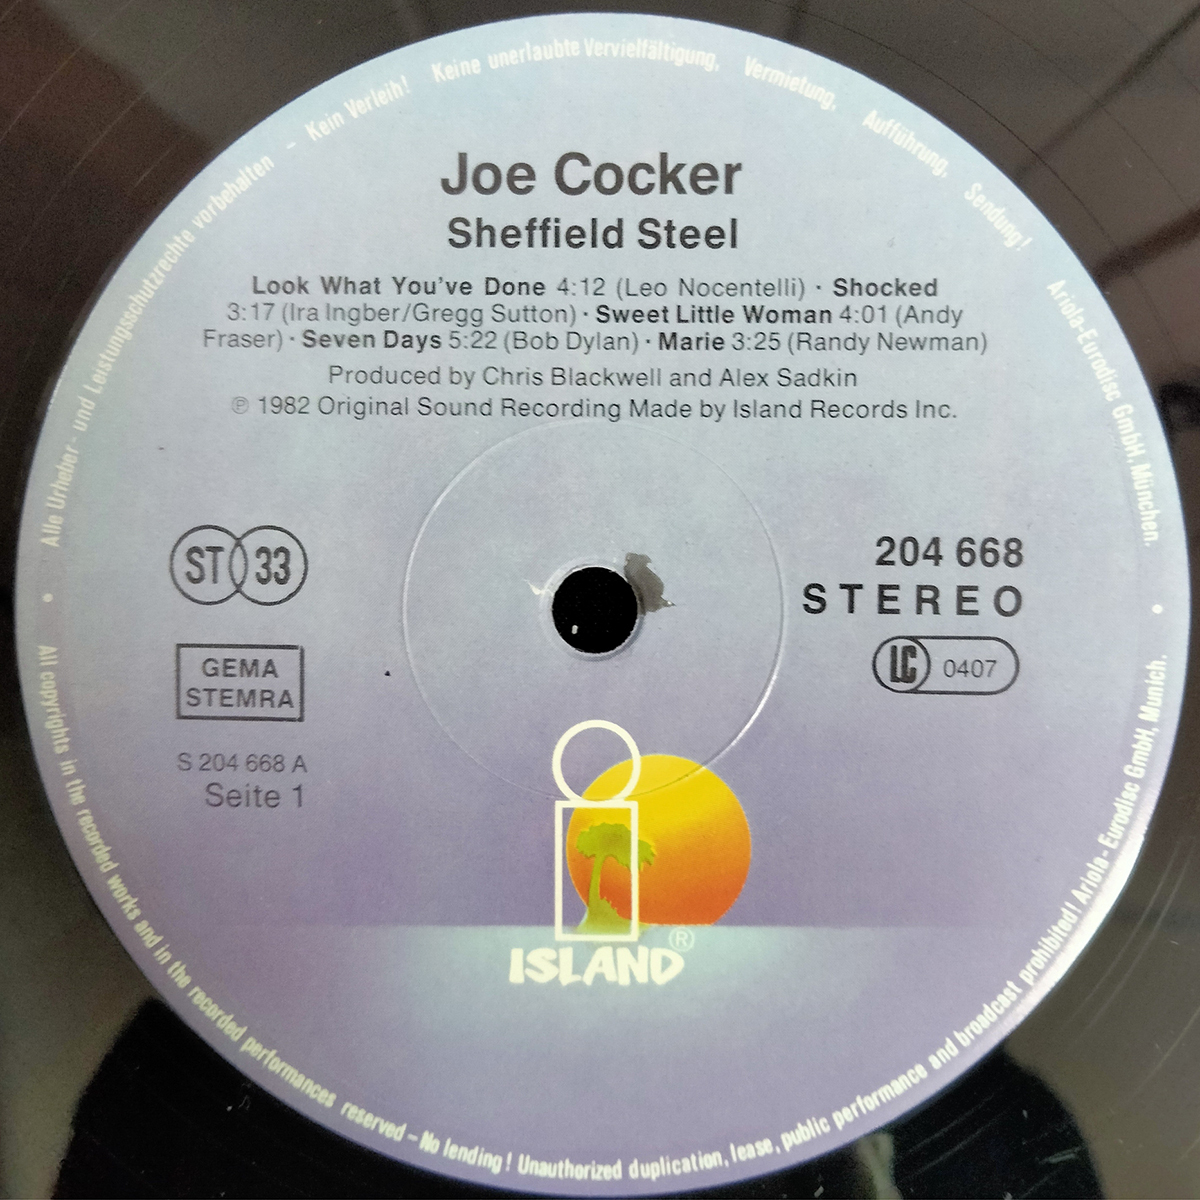 Alle Urheber- und Leistungsschutzrechte vorbehalten – Kein Verleih! Keine unerlaubte Vervielfältigung, Vermietung, Aufführung, Sendung! Ariola-Eurodisc GmbH, München.
Joe Cocker
Sheffield Steel
Look What You've Done 4:12 (Leo Nocentelli) · Shocked
3:17 (Ira Ingber/Gregg Sutton) · Sweet Little Woman 4:01 (Andy
Fraser) · Seven Days 5:22 (Bob Dylan) · Marie 3:25 (Randy Newman)
Produced by Chris Blackwell and Alex Sadkin
℗ 1982 Original Sound Recording Made by Island Records Inc.
ST 33
204 668
STEREO
GEMA
STEMRA
LC 0407
S 204 668 A
Seite 1
ISLAND®
All copyrights in the recorded works and in the recorded performances reserved – No lending! Unauthorized duplication, lease, public performance and broadcast prohibited! Ariola-Eurodisc GmbH, Munich.